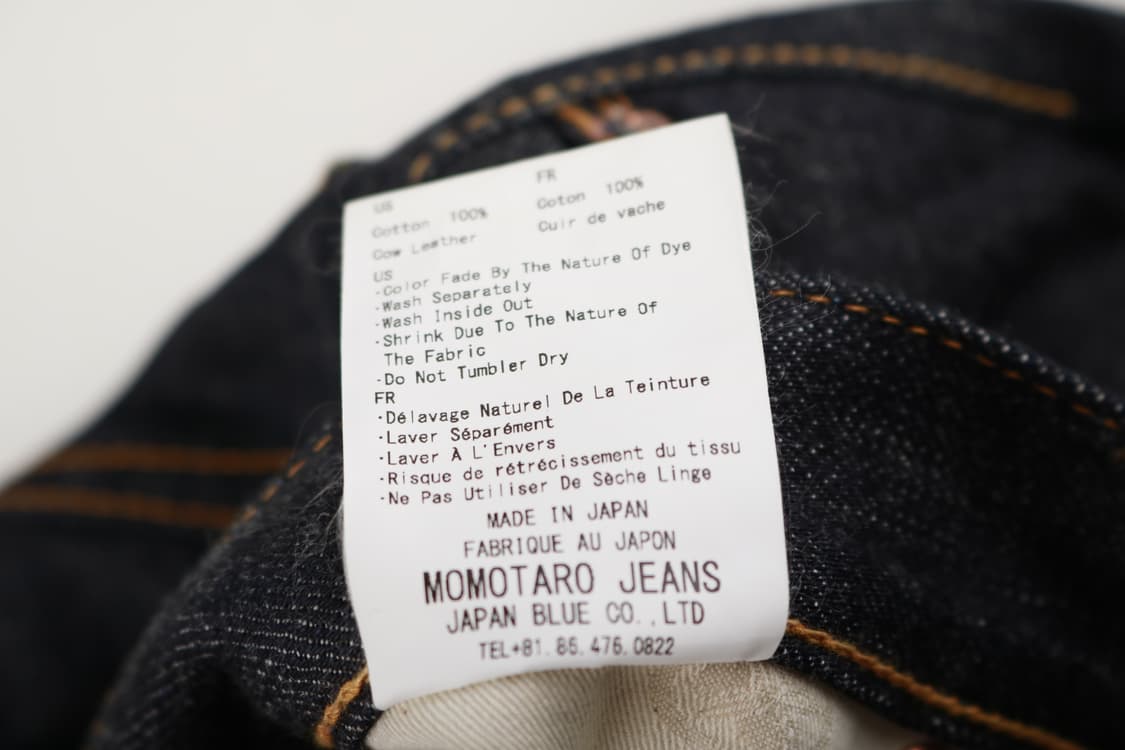 US
Cotton 100%
Cow Leather
FR
Coton 100%
Cuir de vache
US
·Color Fade By The Nature Of Dye
·Wash Separately
·Wash Inside Out
·Shrink Due To The Nature Of
The Fabric
·Do Not Tumbler Dry
FR
·Délavage Naturel De La Teinture
·Laver Séparément
·Laver À L'Envers
·Risque de rétrécissement du tissu
·Ne Pas Utiliser De Sèche Linge
MADE IN JAPAN
FABRIQUE AU JAPON
MOMOTARO JEANS
JAPAN BLUE CO.,LTD
TEL+81.86.476.0822